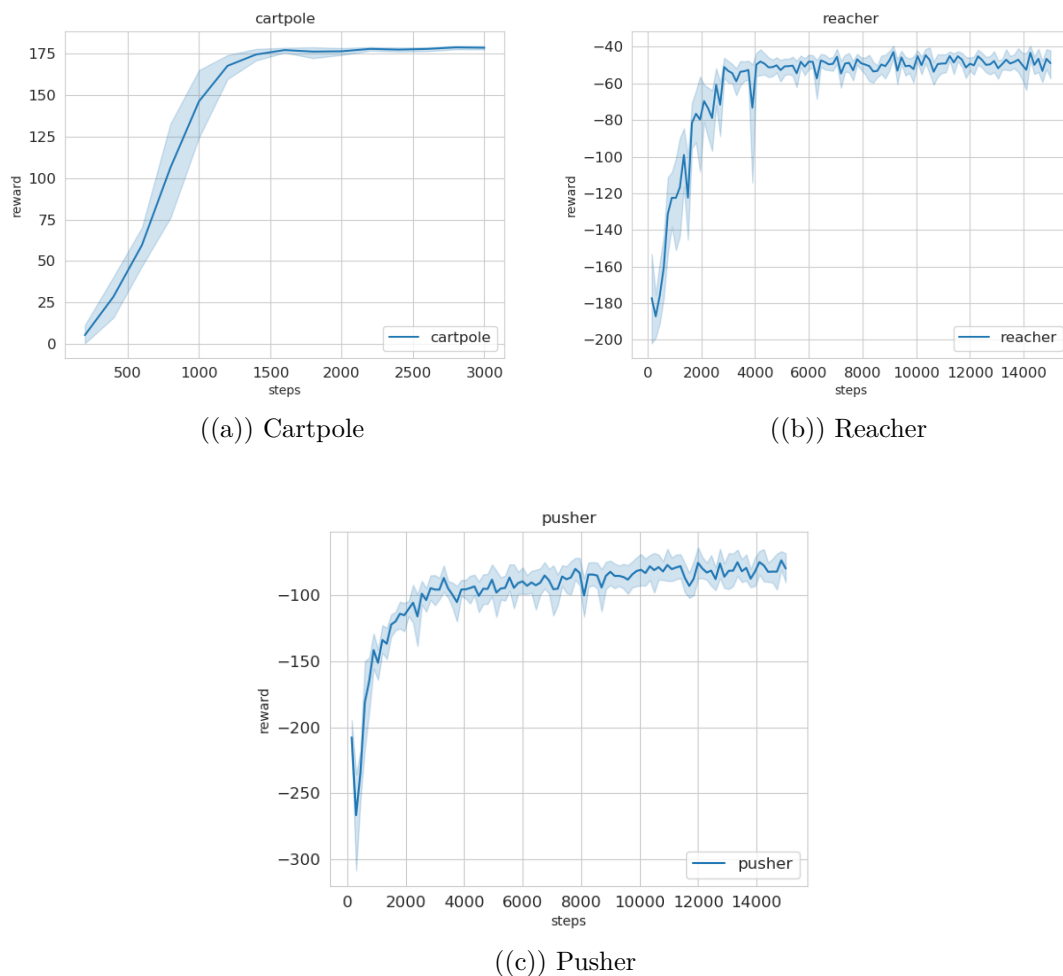 cartpole
175
150
125
100
75
50
25
0
reward
500 1000 1500 2000 2500 3000
steps
cartpole
((a)) Cartpole
reacher
−40
−60
−80
−100
−120
−140
−160
−180
−200
reward
0 2000 4000 6000 8000 10000 12000 14000
steps
reacher
((b)) Reacher
pusher
−100
−150
−200
−250
−300
reward
0 2000 4000 6000 8000 10000 12000 14000
steps
pusher
((c)) Pusher